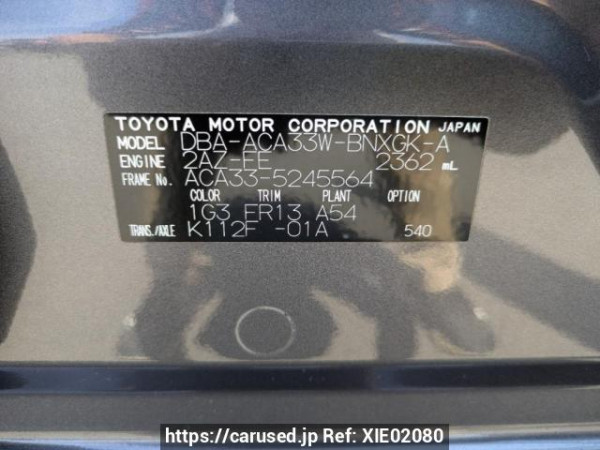 TOYOTA MOTOR CORPORATION JAPAN
MODEL DBA-ACA33W-BNXGK-A
ENGINE 2AZ-FE 2362 mL
FRAME No. ACA33-5245564
COLOR TRIM PLANT OPTION
1G3 ER13 A54
TRANS./AXLE K112F -01A 540
https://carused.jp Ref: XIE02080